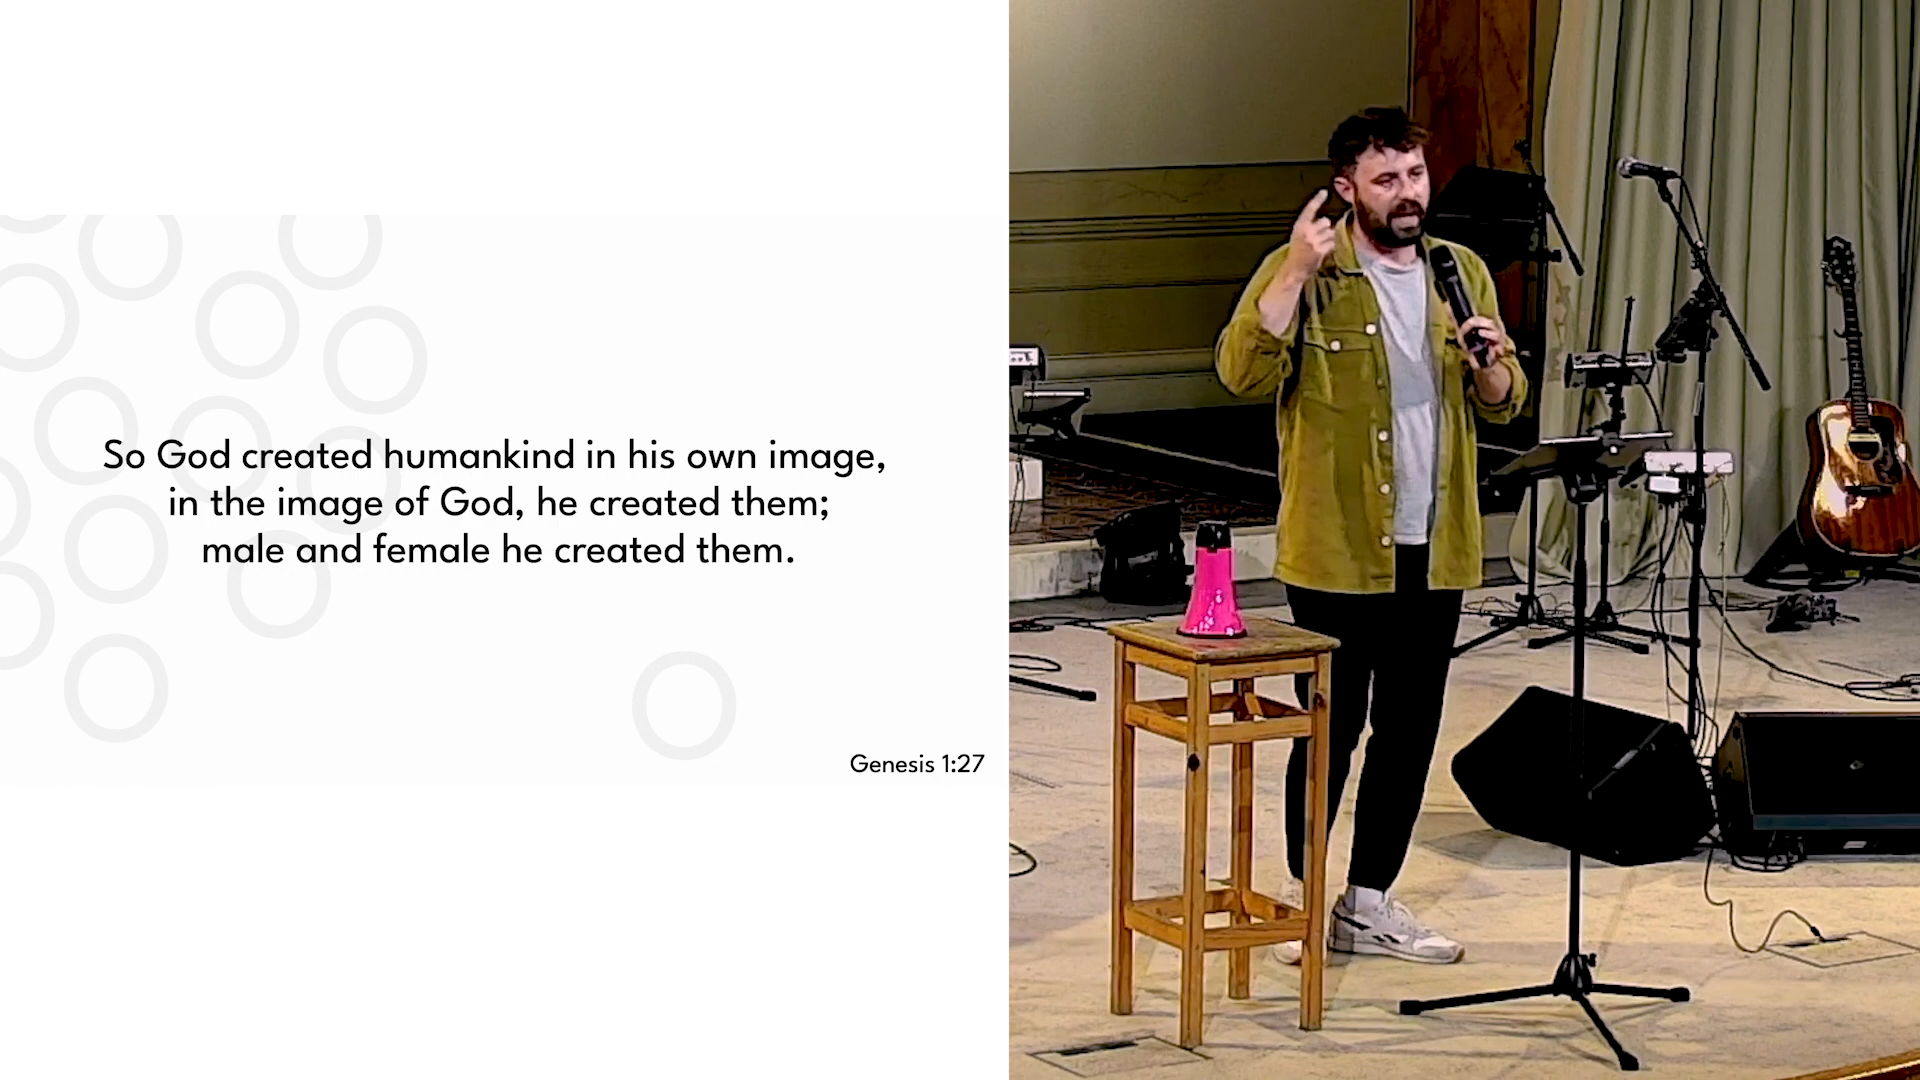 So God created humankind in his own image,
in the image of God, he created them;
male and female he created them.
Genesis 1:27